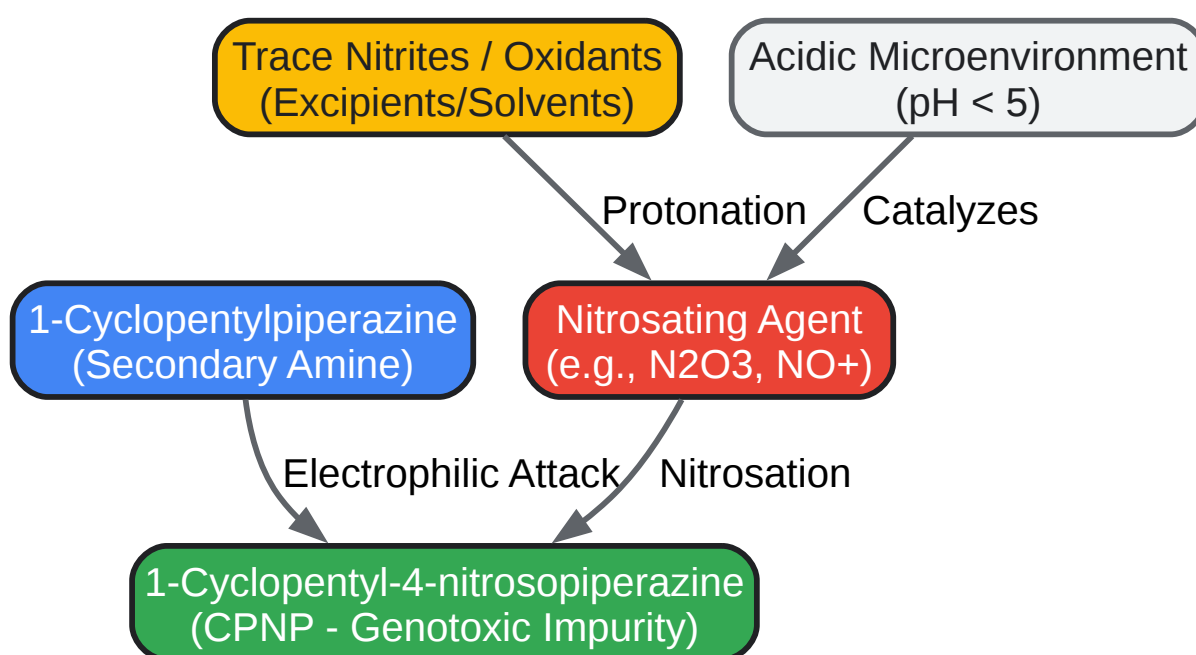 Trace Nitrites / Oxidants
(Excipients/Solvents)
Acidic Microenvironment
(pH < 5)
Protonation
Catalyzes
1-Cyclopentylpiperazine
(Secondary Amine)
Nitrosating Agent
(e.g., N2O3, NO+)
Electrophilic Attack
Nitrosation
1-Cyclopentyl-4-nitrosopiperazine
(CPNP - Genotoxic Impurity)